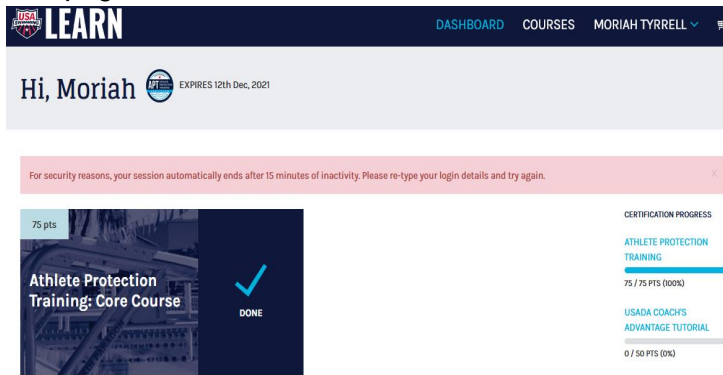 USA
SWIMMING
LEARN
DASHBOARD COURSES MORIAH TYRRELL
Hi, Moriah
APT
EXPIRES 12th Dec, 2021
For security reasons, your session automatically ends after 15 minutes of inactivity. Please re-type your login details and try again.
X
75 pts
Athlete Protection
Training: Core Course
DONE
CERTIFICATION PROGRESS
ATHLETE PROTECTION
TRAINING
75 / 75 PTS (100%)
USADA COACH'S
ADVANTAGE TUTORIAL
0 / 50 PTS (0%)